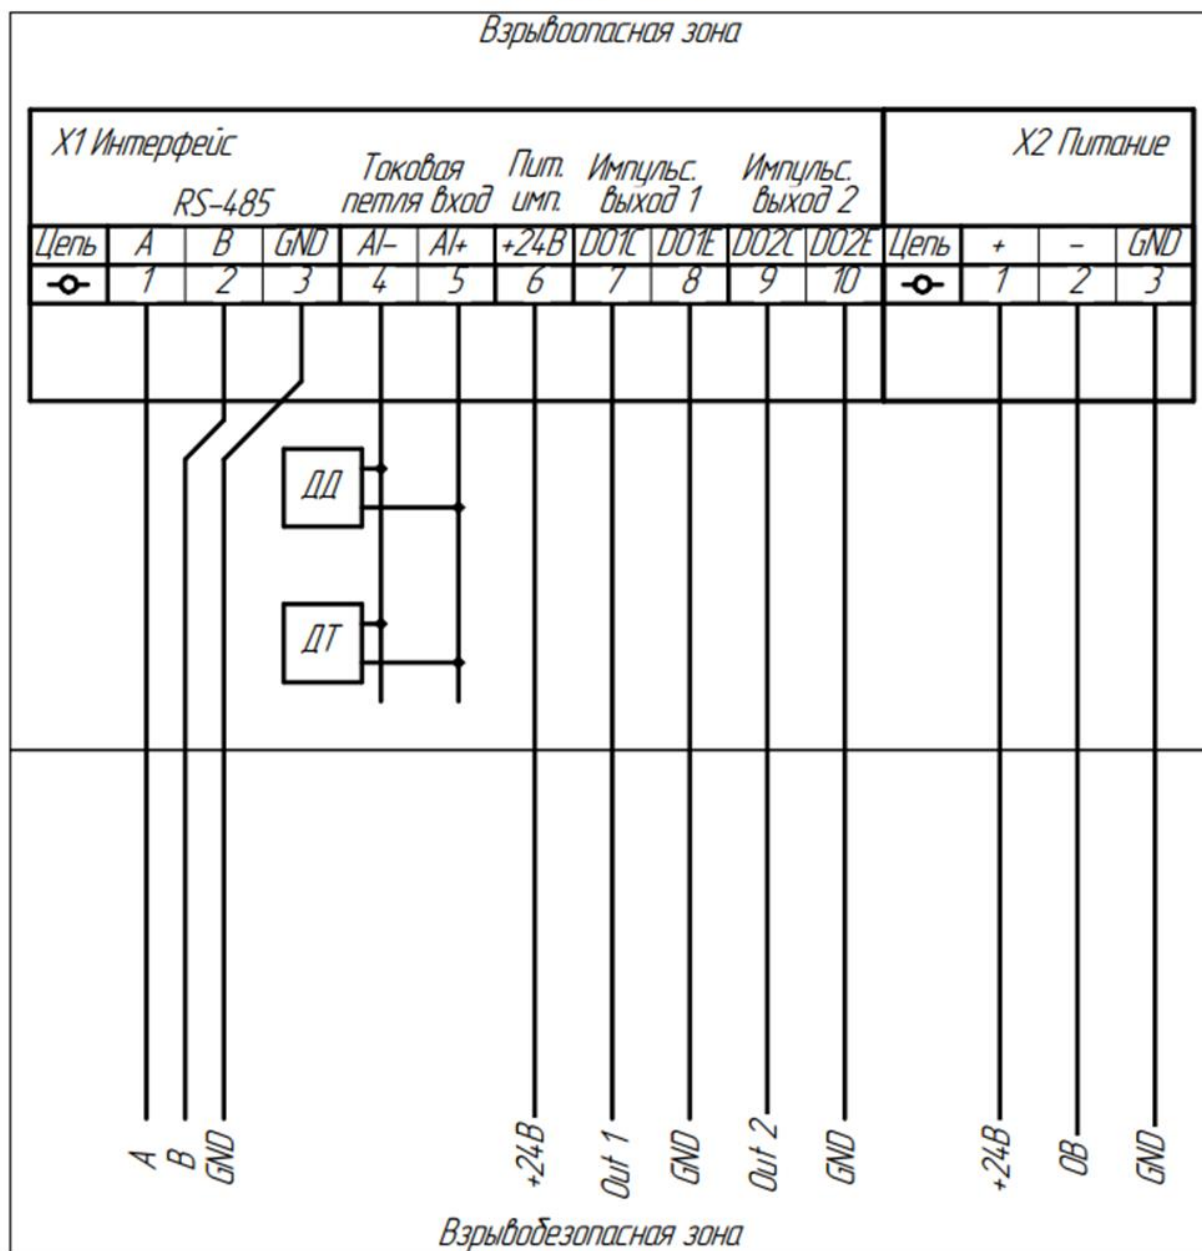 Взрывоопасная зона
X1 Интерфейс
X2 Питание
RS-485
Токовая
петля вход
Пит.
имп.
Импульс.
выход 1
Импульс.
выход 2
Цепь A B GND AI- AI+ +24В DO1C DO1E DO2C DO2E Цепь + - GND
1 2 3 4 5 6 7 8 9 10 1 2 3
ДД
ДТ
A B GND +24В Out 1 GND Out 2 GND +24В 0В GND
Взрывобезопасная зона